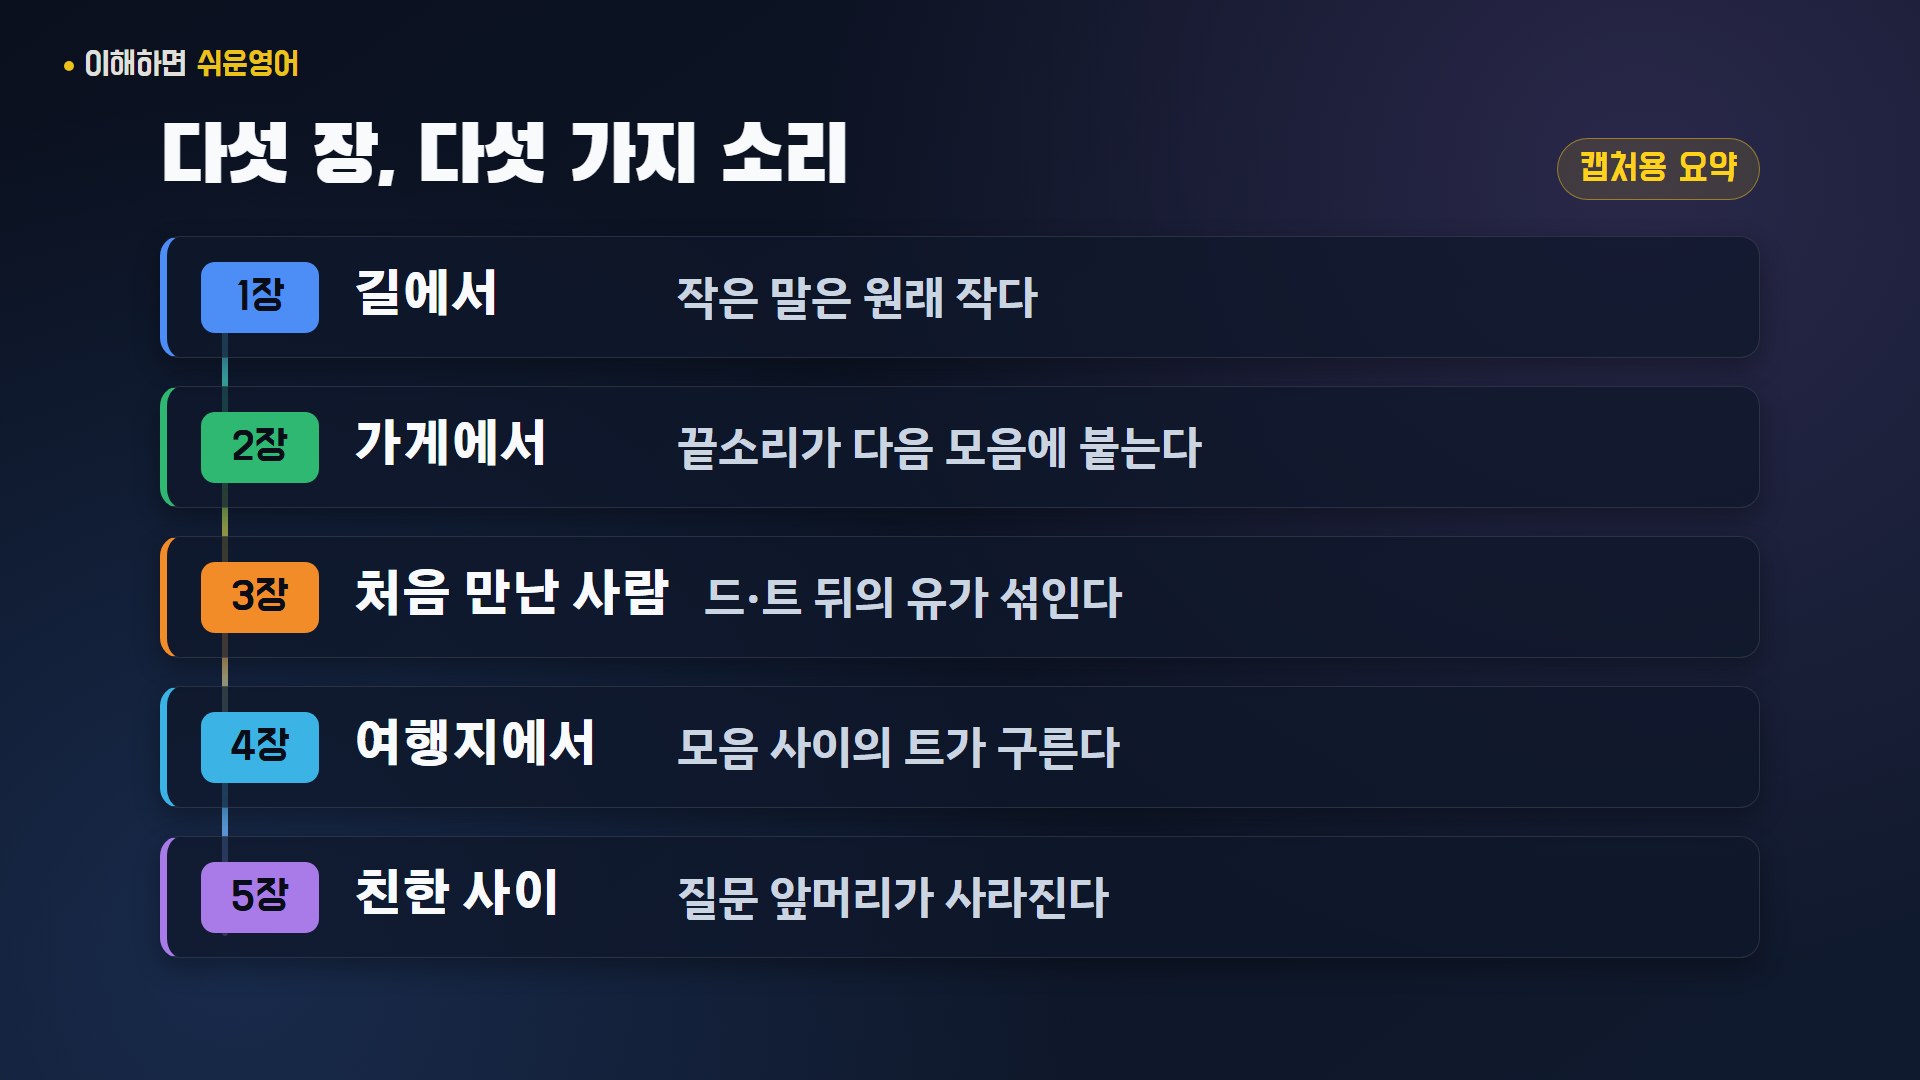 이해하면 쉬운영어
다섯 장, 다섯 가지 소리
캡처용 요약
1장 길에서 작은 말은 원래 작다
2장 가게에서 끝소리가 다음 모음에 붙는다
3장 처음 만난 사람 드·트 뒤의 유가 섞인다
4장 여행지에서 모음 사이의 트가 구른다
5장 친한 사이 질문 앞머리가 사라진다